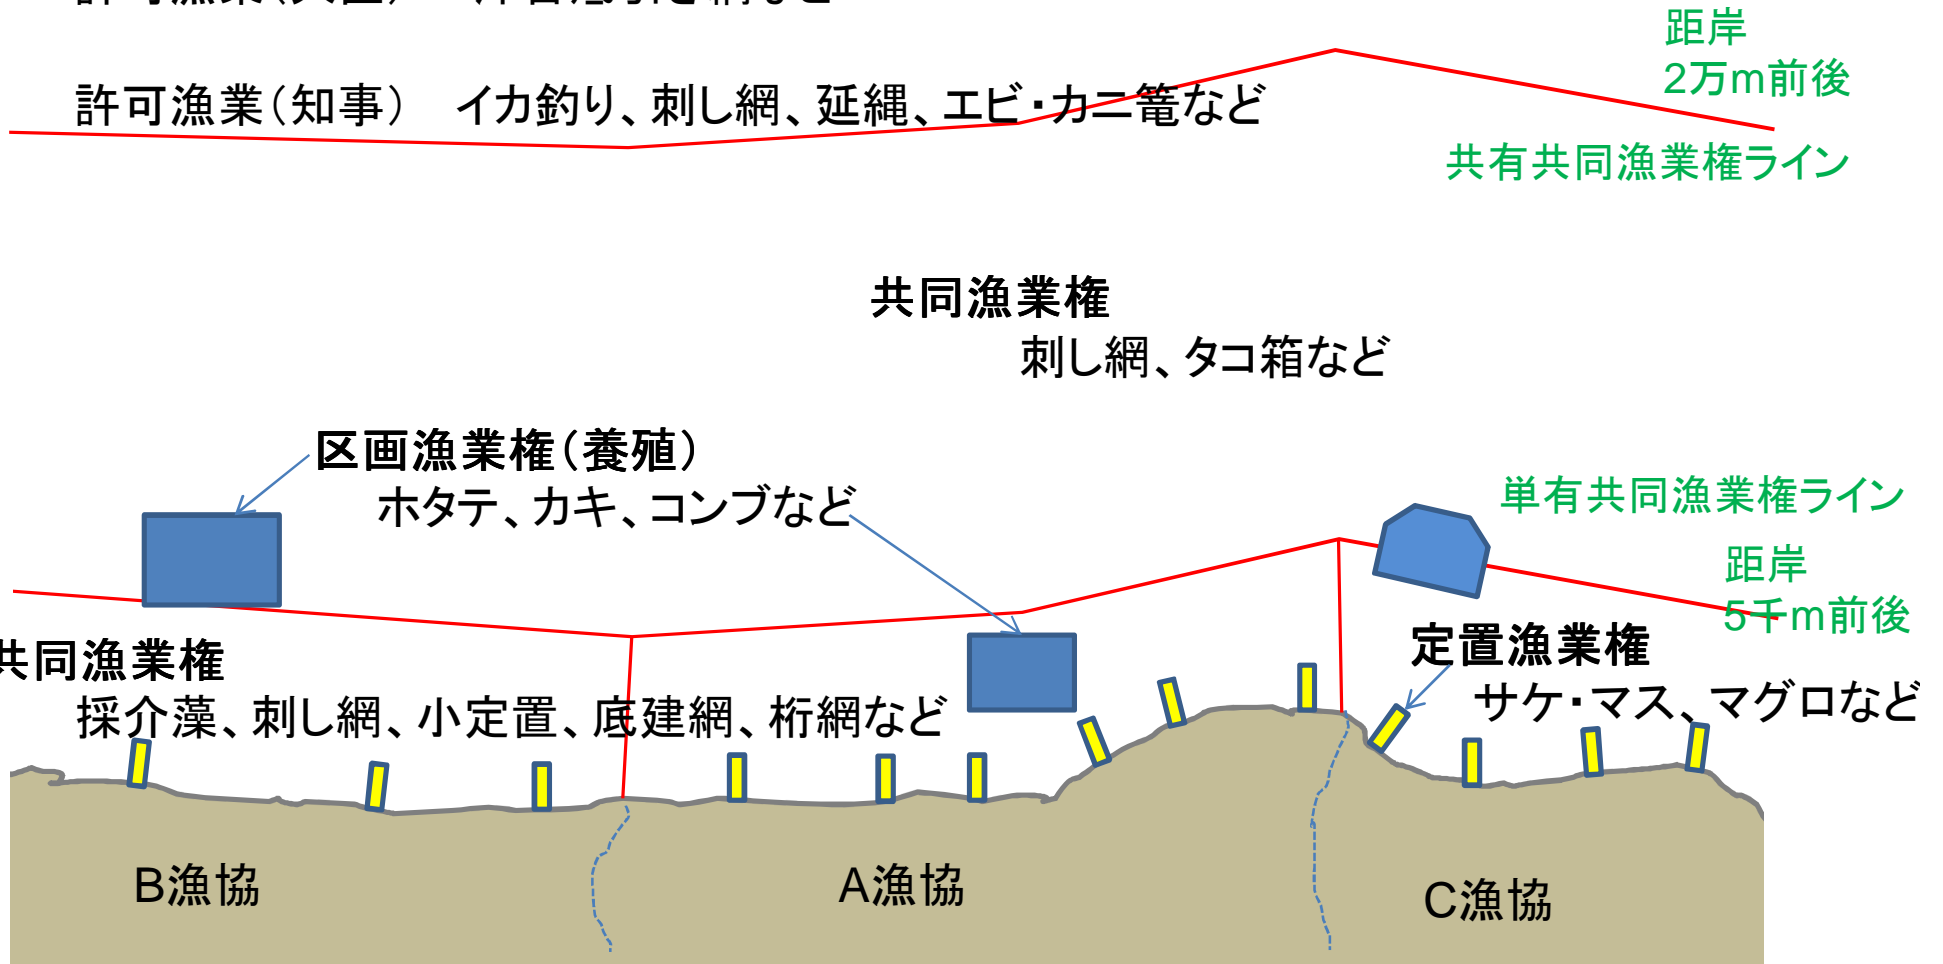 距岸
2万m前後
許可漁業(知事) イカ釣り、刺し網、延縄、エビ・カニ篭など
共有共同漁業権ライン
共同漁業権
刺し網、タコ箱など
区画漁業権(養殖)
ホタテ、カキ、コンブなど
単有共同漁業権ライン
距岸
5千m前後
共同漁業権
採介藻、刺し網、小定置、底建網、桁網など
定置漁業権
サケ・マス、マグロなど
B漁協
A漁協
C漁協